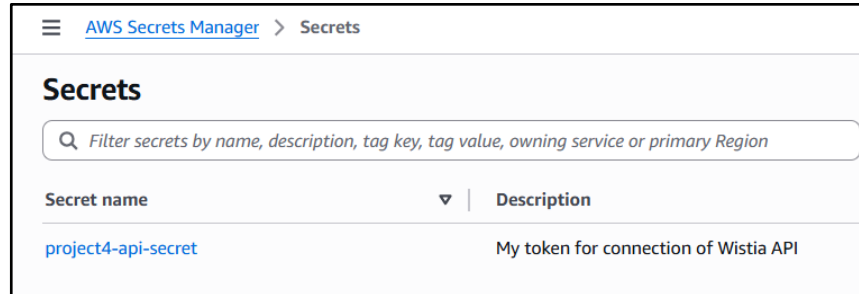 AWS Secrets Manager > Secrets
Secrets
Filter secrets by name, description, tag key, tag value, owning service or primary Region
Secret name Description
project4-api-secret My token for connection of Wistia API